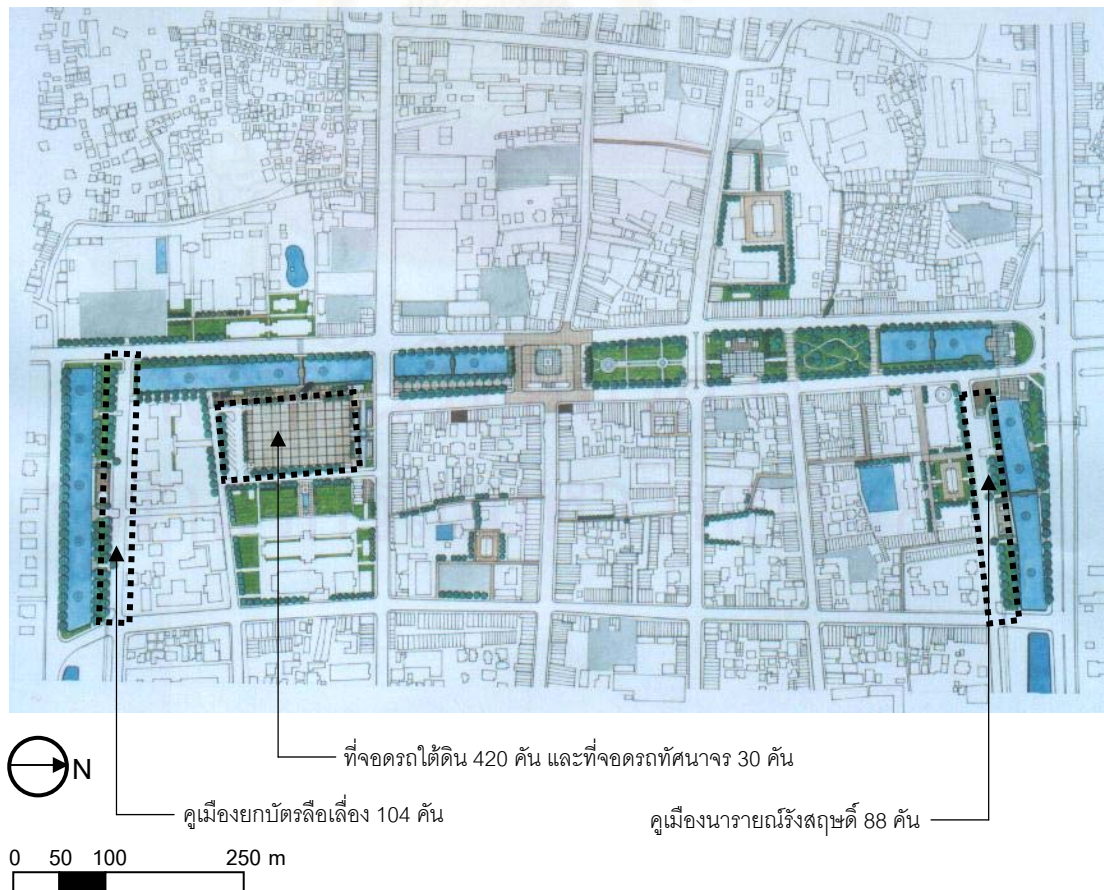 ที่จอดรถใต้ดิน 420 คัน และที่จอดรถทัศนาจร 30 คัน
N
คูเมืองยกบัตรลือเลื่อง 104 คัน
คูเมืองนารายณ์รังสฤษดิ์ 88 คัน
0 50 100 250 m